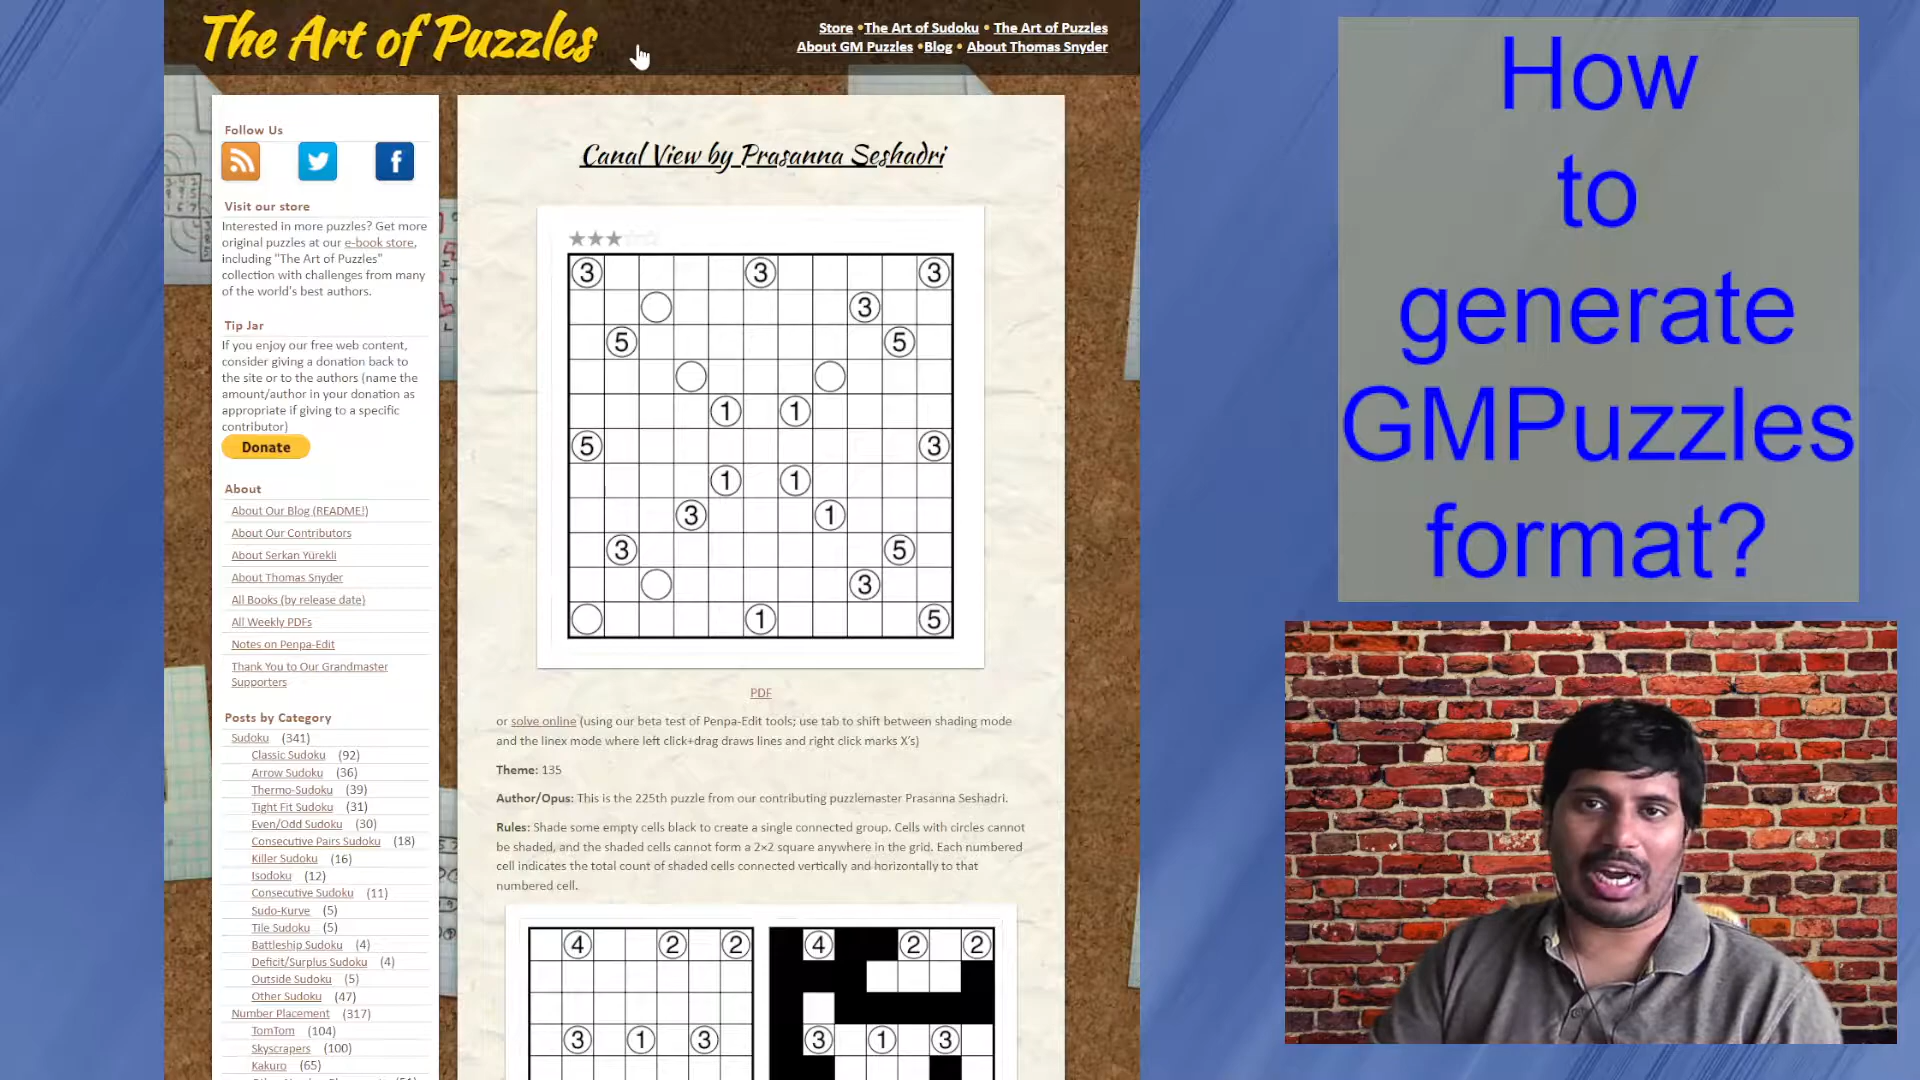 The Art of Puzzles
Store • The Art of Sudoku • The Art of Puzzles
About GM Puzzles • Blog • About Thomas Snyder
Follow Us
Visit our store
Interested in more puzzles? Get more
original puzzles at our e-book store,
including "The Art of Puzzles"
collection with challenges from many
of the world's best authors.
Tip Jar
If you enjoy our free web content,
consider giving a donation back to
the site or to the authors (name the
amount/author in your donation as
appropriate if giving to a specific
contributor)
Donate
About
About Our Blog (README!)
About Our Contributors
About Serkan Yürekli
About Thomas Snyder
All Books (by release date)
All Weekly PDFs
Notes on Penpa-Edit
Thank You to Our Grandmaster
Supporters
Posts by Category
Sudoku (341)
Classic Sudoku (92)
Arrow Sudoku (36)
Thermo-Sudoku (39)
Tight Fit Sudoku (31)
Even/Odd Sudoku (30)
Consecutive Pairs Sudoku (18)
Killer Sudoku (16)
Isodoku (12)
Consecutive Sudoku (11)
Sudo-Kurve (5)
Tile Sudoku (5)
Battleship Sudoku (4)
Deficit/Surplus Sudoku (4)
Outside Sudoku (5)
Other Sudoku (47)
Number Placement (317)
TomTom (104)
Skyscrapers (100)
Kakuro (65)
Canal View by Prasanna Seshadri
3 3 3
3
5 5
1 1
5 3
1 1
3 1
3 5
3
1 5
PDF
or solve online (using our beta test of Penpa-Edit tools; use tab to shift between shading mode
and the linex mode where left click+drag draws lines and right click marks X's)
Theme: 135
Author/Opus: This is the 225th puzzle from our contributing puzzlemaster Prasanna Seshadri.
Rules: Shade some empty cells black to create a single connected group. Cells with circles cannot
be shaded, and the shaded cells cannot form a 2×2 square anywhere in the grid. Each numbered
cell indicates the total count of shaded cells connected vertically and horizontally to that
numbered cell.
4 2 2
3 1 3
4 2 2
3 1 3
How
to
generate
GMPuzzles
format?